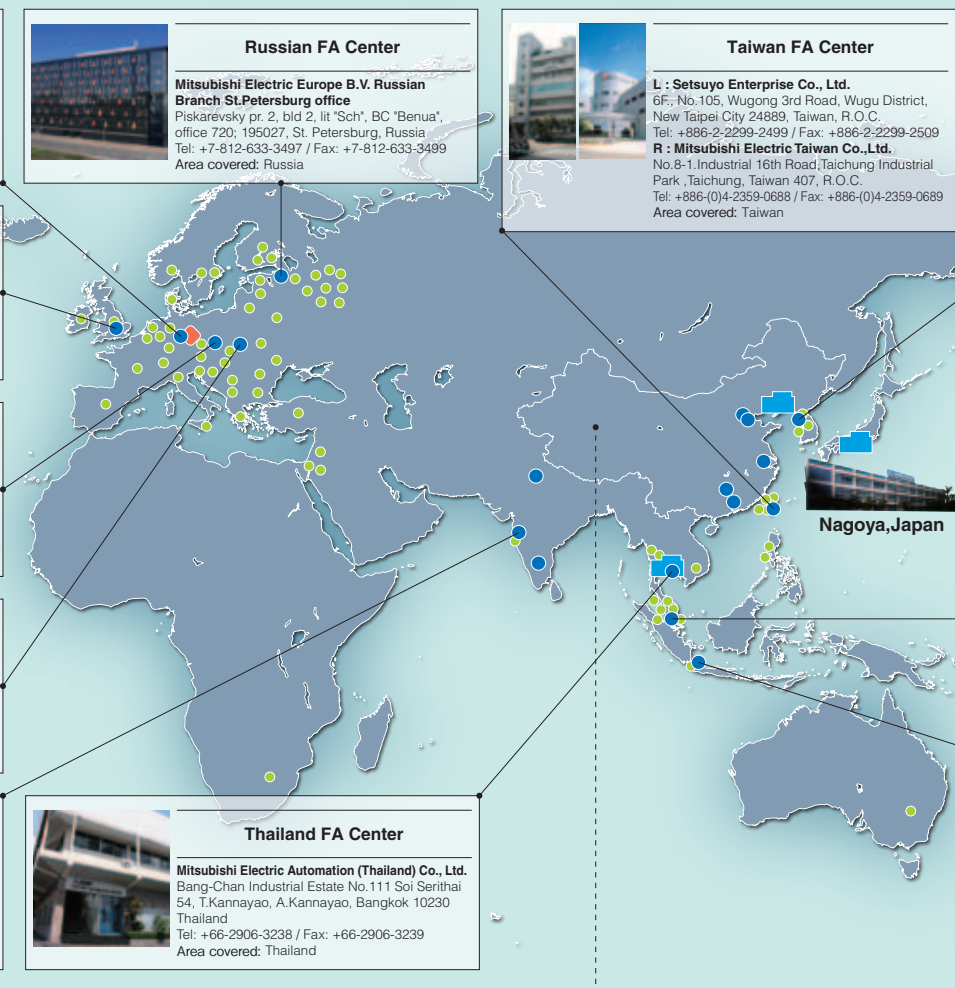 Russian FA Center
Mitsubishi Electric Europe B.V. Russian
Branch St.Petersburg office
Piskarevsky pr. 2, bld 2, lit "Sch", BC "Benua",
office 720; 195027, St. Petersburg, Russia
Tel: +7-812-633-3497 / Fax: +7-812-633-3499
Area covered: Russia
Taiwan FA Center
L : Setsuyo Enterprise Co., Ltd.
6F., No.105, Wugong 3rd Road, Wugu District,
New Taipei City 24889, Taiwan, R.O.C.
Tel: +886-2-2299-2499 / Fax: +886-2-2299-2509
R : Mitsubishi Electric Taiwan Co.,Ltd.
No.8-1.Industrial 16th Road,Taichung Industrial
Park ,Taichung, Taiwan 407, R.O.C.
Tel: +886-(0)4-2359-0688 / Fax: +886-(0)4-2359-0689
Area covered: Taiwan
Nagoya,Japan
Thailand FA Center
Mitsubishi Electric Automation (Thailand) Co., Ltd.
Bang-Chan Industrial Estate No.111 Soi Serithai
54, T.Kannayao, A.Kannayao, Bangkok 10230
Thailand
Tel: +66-2906-3238 / Fax: +66-2906-3239
Area covered: Thailand